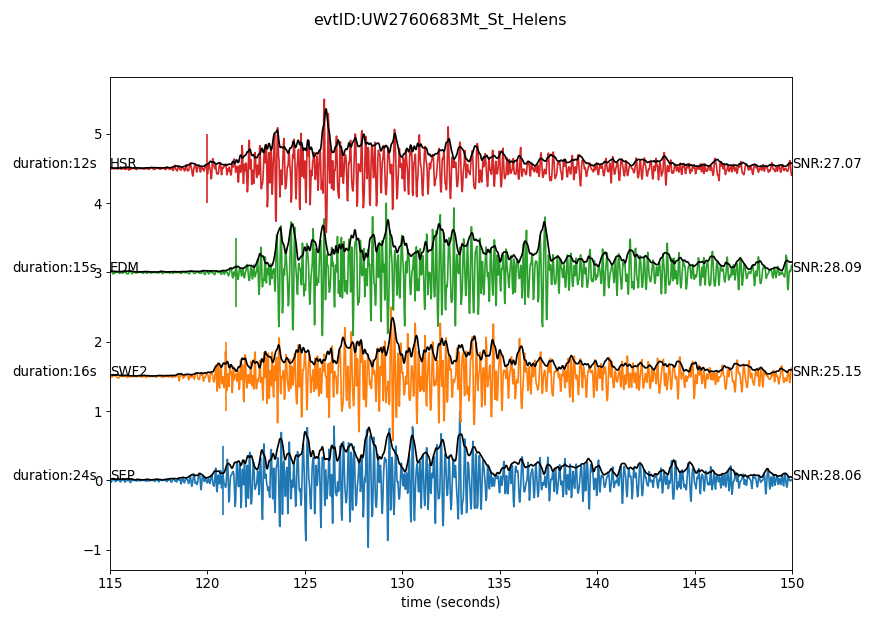 evtID:UW2760683Mt_St_Helens
5
duration:12s HSR SNR:27.07
4
duration:15s EDM SNR:28.09
3
2
duration:16s SWF2 SNR:25.15
1
duration:24s SEP SNR:28.06
0
−1
115 120 125 130 135 140 145 150
time (seconds)